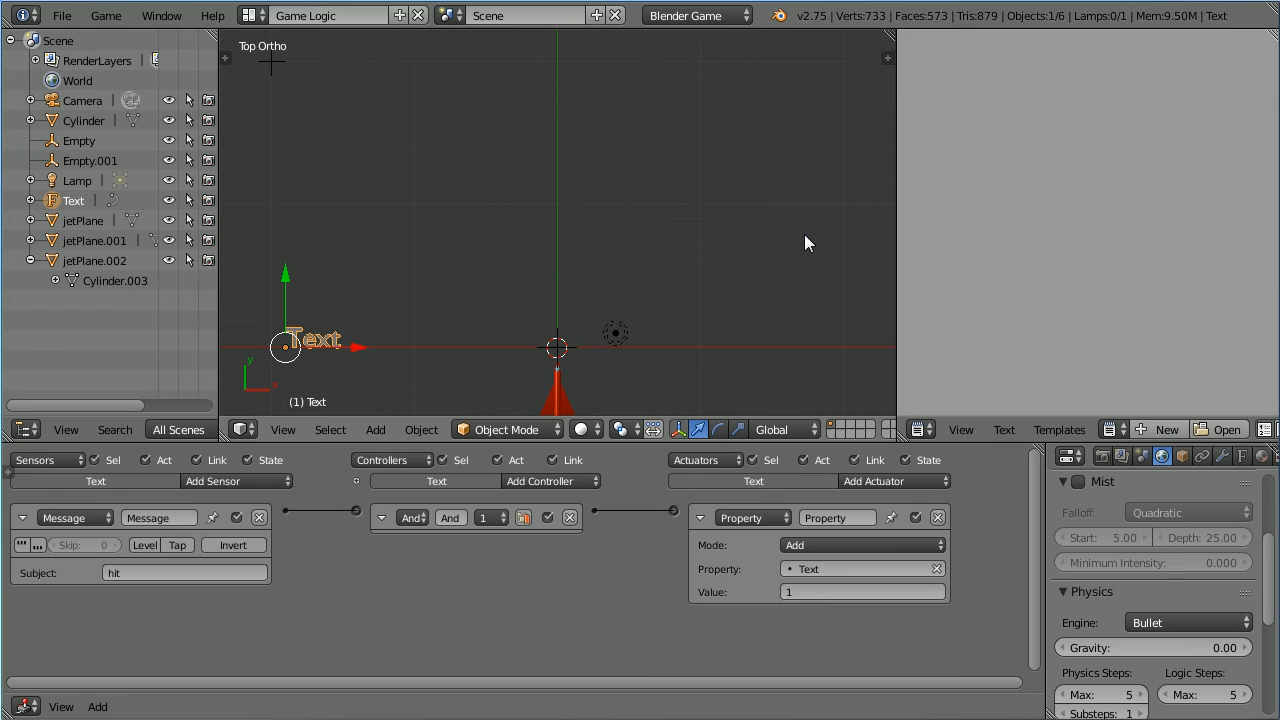 File Game Window Help Game Logic Scene Blender Game v2.75 | Verts:733 | Faces:573 | Tris:879 | Objects:1/6 | Lamps:0/1 | Mem:9.50M | Text
Scene
RenderLayers
World
Camera
Cylinder
Empty
Empty.001
Lamp
Text
jetPlane
jetPlane.001
jetPlane.002
Cylinder.003
Top Ortho
Text
y
x
(1) Text
View Search All Scenes
View Select Add Object Object Mode Global
View Text Templates New Open
Sensors Sel Act Link State Controllers Sel Act Link Actuators Sel Act Link State
Text Add Sensor Text Add Controller Text Add Actuator
Message Message And And 1 Property Property
Skip: 0 Level Tap Invert
Subject: hit
Mode: Add
Property: Text
Value: 1
Mist
Falloff: Quadratic
Start: 5.00 Depth: 25.00
Minimum Intensity: 0.000
Physics
Engine: Bullet
Gravity: 0.00
Physics Steps: Logic Steps:
Max: 5 Max: 5
Substeps: 1
View Add